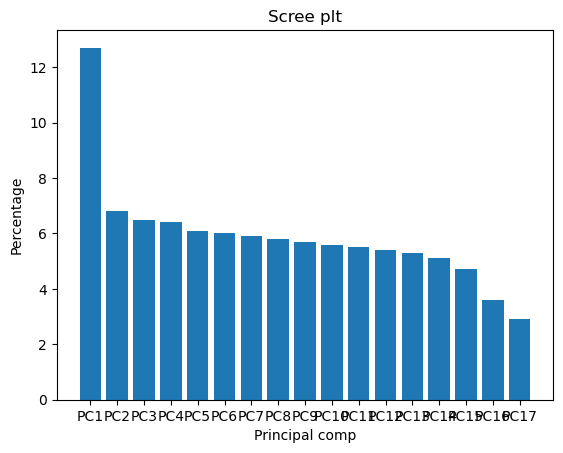 Scree plt
Percentage
12
10
8
6
4
2
0
PC1 PC2 PC3 PC4 PC5 PC6 PC7 PC8 PC9 PC10 PC11 PC12 PC13 PC14 PC15 PC16 PC17
Principal comp